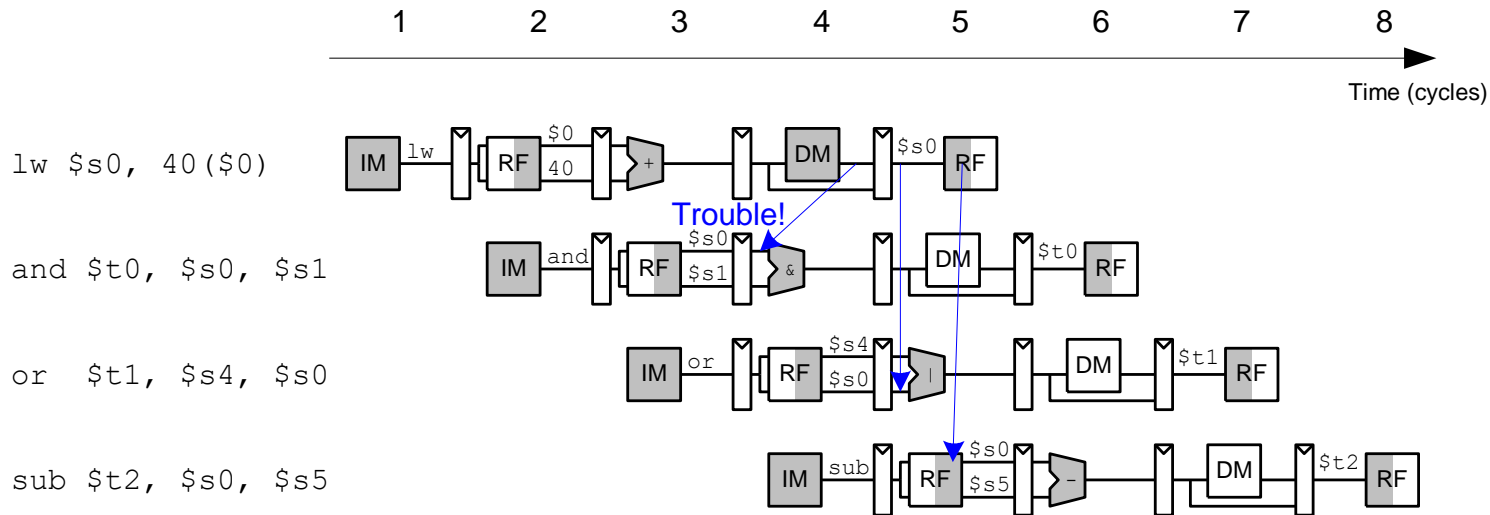 1 2 3 4 5 6 7 8
Time (cycles)
lw $s0, 40($0) IM lw RF $0 40 + DM $s0 RF
Trouble!
and $t0, $s0, $s1 IM and RF $s0 $s1 & DM $t0 RF
or $t1, $s4, $s0 IM or RF $s4 $s0 | DM $t1 RF
sub $t2, $s0, $s5 IM sub RF $s0 $s5 - DM $t2 RF